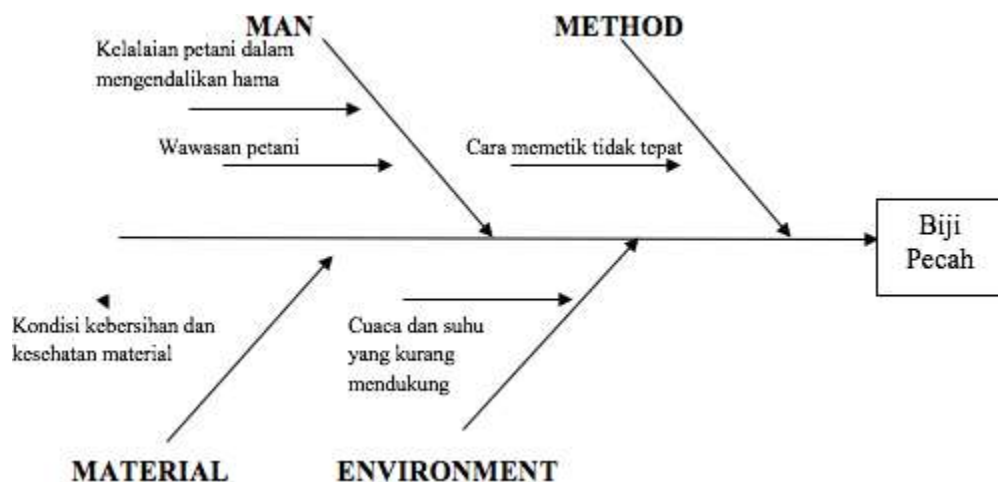 MAN
METHOD
Kelalaian petani dalam
mengendalikan hama
Wawasan petani
Cara memetik tidak tepat
Biji
Pecah
Kondisi kebersihan dan
kesehatan material
Cuaca dan suhu
yang kurang
mendukung
MATERIAL
ENVIRONMENT